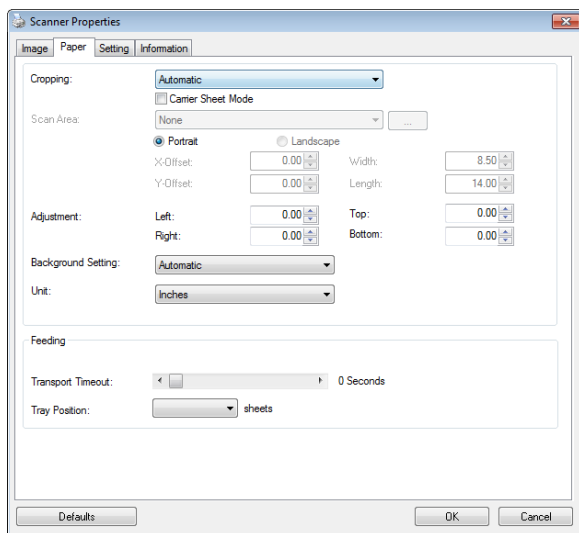 Scanner Properties
Image Paper Setting Information
Cropping: Automatic
Carrier Sheet Mode
Scan Area: None ...
Portrait Landscape
X-Offset: 0.00 Width: 8.50
Y-Offset: 0.00 Length: 14.00
Adjustment: Left: 0.00 Top: 0.00
Right: 0.00 Bottom: 0.00
Background Setting: Automatic
Unit: Inches
Feeding
Transport Timeout: 0 Seconds
Tray Position: sheets
Defaults OK Cancel